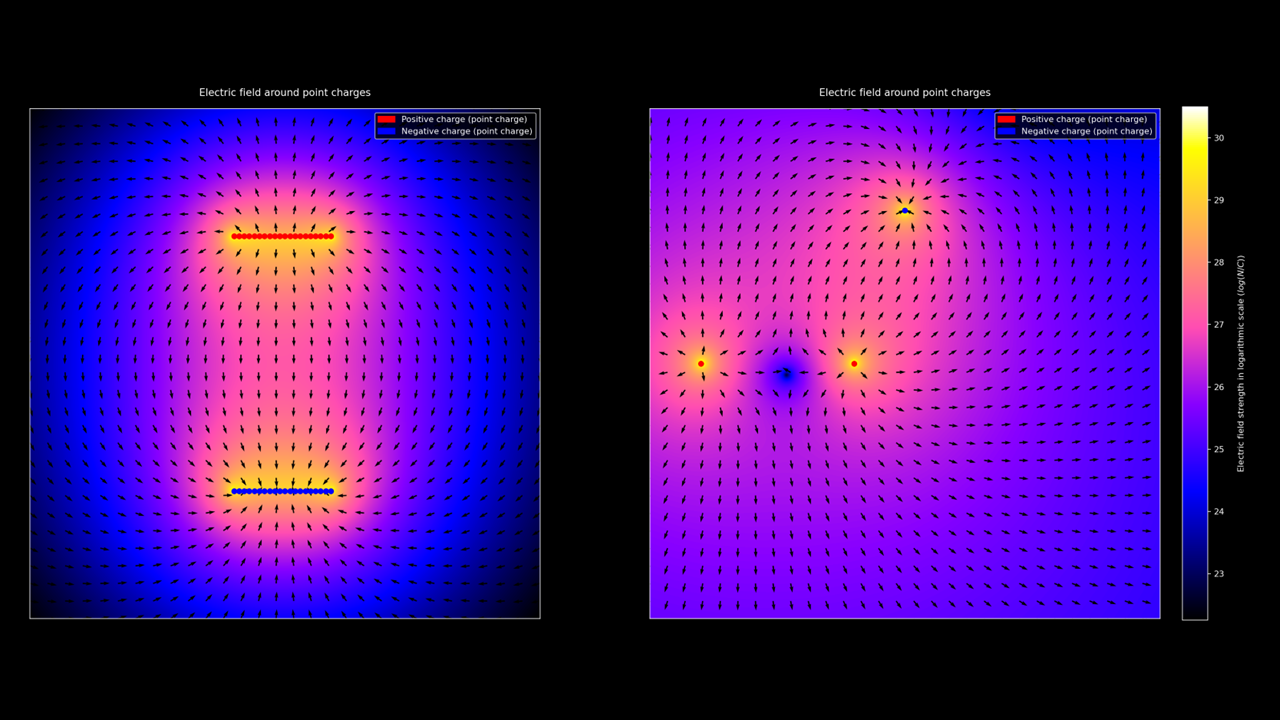 Electric field around point charges
Positive charge (point charge)
Negative charge (point charge)
Electric field around point charges
Positive charge (point charge)
Negative charge (point charge)
30
29
28
27
26
25
24
23
Electric field strength in logarithmic scale (log(N/C))